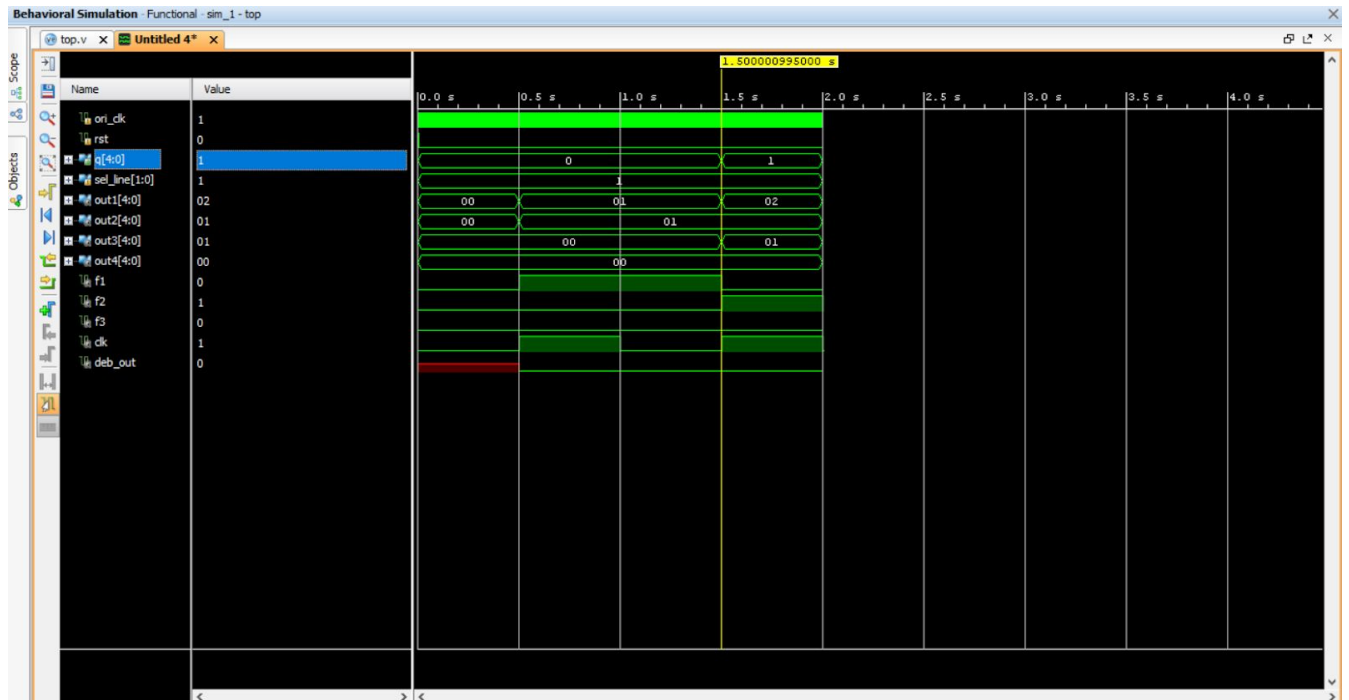 Behavioral Simulation - Functional - sim_1 - top
top.v X Untitled 4* X
Scope
Objects
1.500000995000 s
Name Value
0.0 s 0.5 s 1.0 s 1.5 s 2.0 s 2.5 s 3.0 s 3.5 s 4.0 s
ori_clk 1
rst 0
q[4:0] 1 0 1
sel_line[1:0] 1 1
out1[4:0] 02 00 01 02
out2[4:0] 01 00 01
out3[4:0] 01 00 01
out4[4:0] 00 00
f1 0
f2 1
f3 0
clk 1
deb_out 0